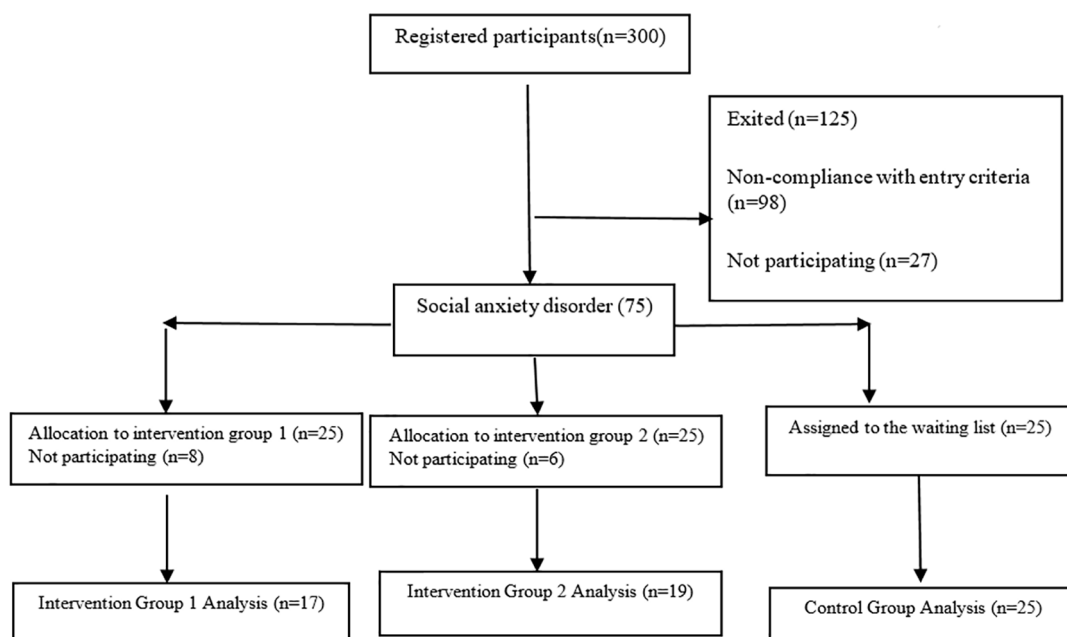 Registered participants(n=300)
Exited (n=125)
Non-compliance with entry criteria
(n=98)
Not participating (n=27)
Social anxiety disorder (75)
Allocation to intervention group 1 (n=25)
Not participating (n=8)
Allocation to intervention group 2 (n=25)
Not participating (n=6)
Assigned to the waiting list (n=25)
Intervention Group 1 Analysis (n=17)
Intervention Group 2 Analysis (n=19)
Control Group Analysis (n=25)